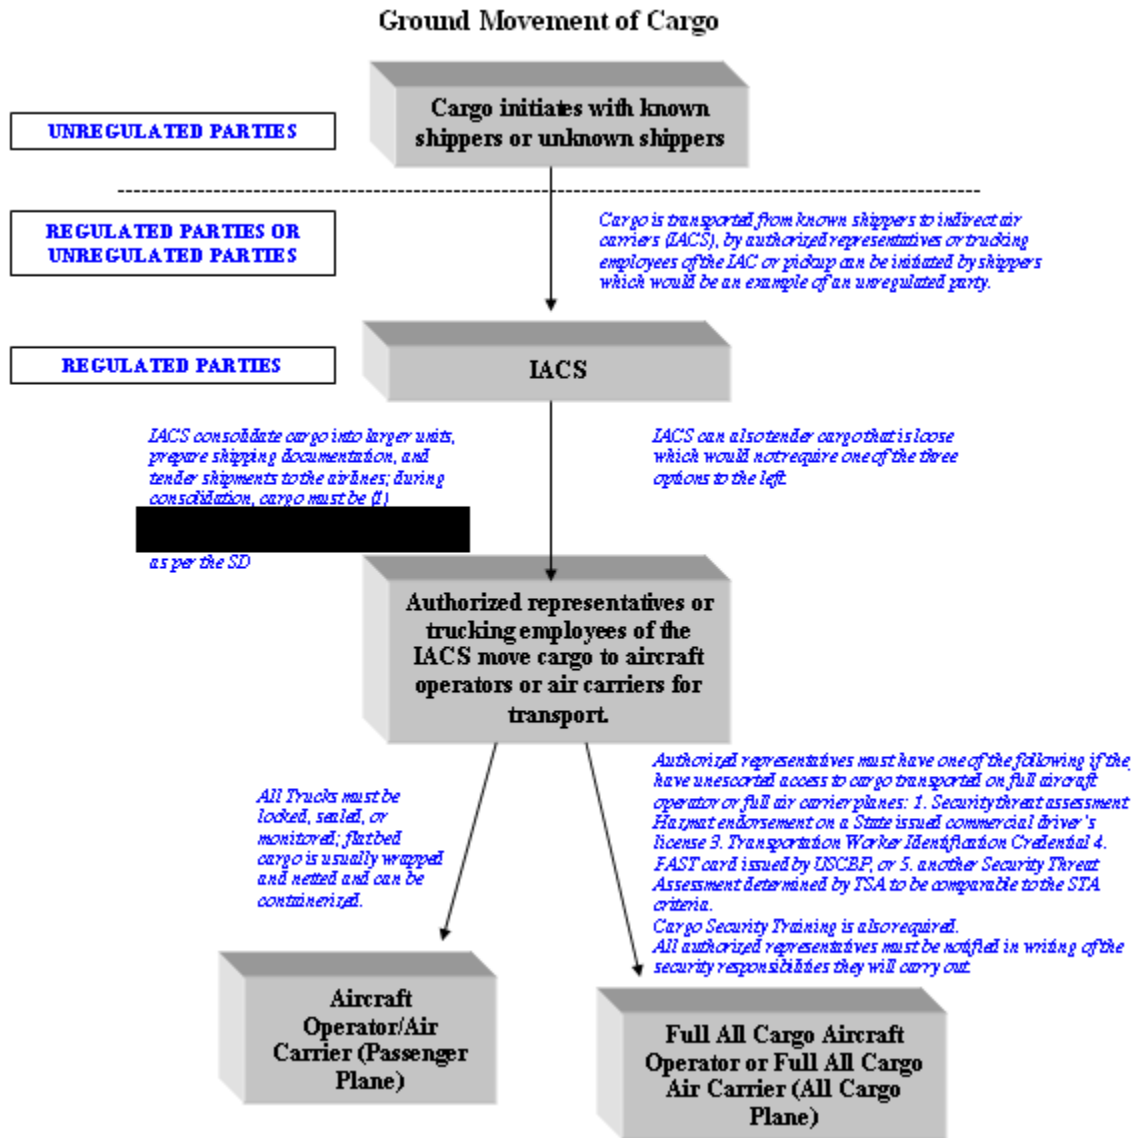 Ground Movement of Cargo
Cargo initiates with known
shippers or unknown shippers
UNREGULATED PARTIES
REGULATED PARTIES OR
UNREGULATED PARTIES
Cargo is transported from known shippers to indirect air
carriers (IACS), by authorized representatives or trucking
employees of the IAC or pickup can be initiated by shippers
which would be an example of an unregulated party.
REGULATED PARTIES
IACS
IACS consolidate cargo into larger units,
prepare shipping documentation, and
tender shipments to the airlines; during
consolidation, cargo must be (1)
as per the SD
IACS can also tender cargo that is loose
which would not require one of the three
options to the left.
Authorized representatives or
trucking employees of the
IACS move cargo to aircraft
operators or air carriers for
transport.
All Trucks must be
locked, sealed, or
monitored; flatbed
cargo is usually wrapped
and netted and can be
containerized.
Authorized representatives must have one of the following if the
have unescorted access to cargo transported on full aircraft
operator or full air carrier planes: 1. Security threat assessment
Hazmat endorsement on a State issued commercial driver's
license 3. Transportation Worker Identification Credential 4.
FAST card issued by USCBP, or 5. another Security Threat
Assessment determined by TSA to be comparable to the STA
criteria.
Cargo Security Training is also required.
All authorized representatives must be notified in writing of the
security responsibilities they will carry out.
Aircraft
Operator/Air
Carrier (Passenger
Plane)
Full All Cargo Aircraft
Operator or Full All Cargo
Air Carrier (All Cargo
Plane)